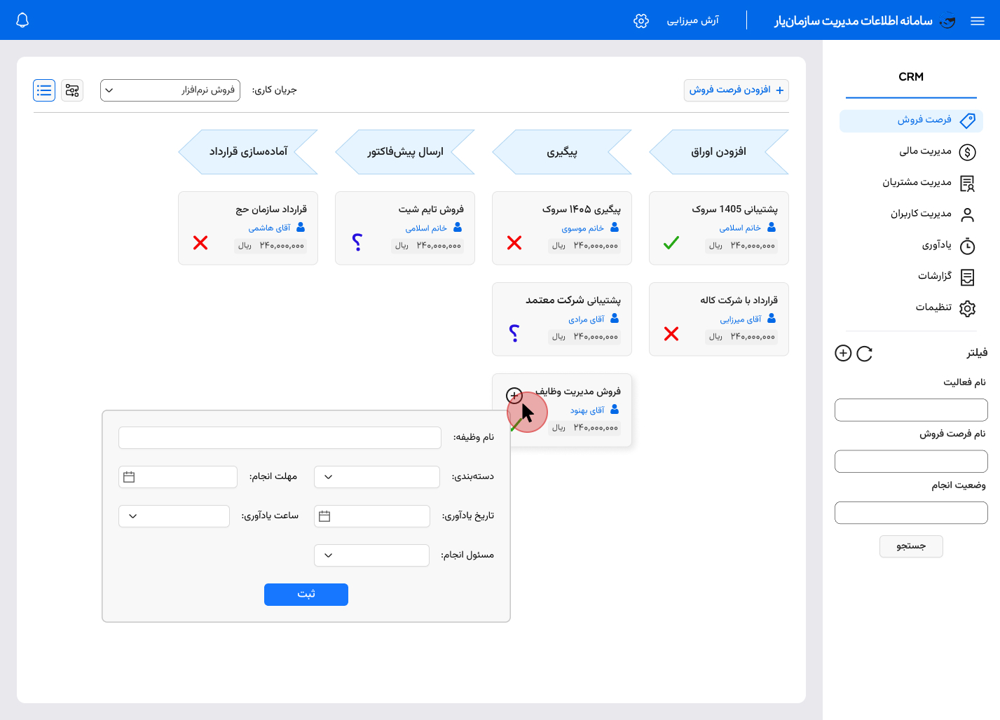 سامانه اطلاعات مدیریت سازمان‌یار
آرش میرزایی
CRM
فرصت فروش
مدیریت مالی
مدیریت مشتریان
مدیریت کاربران
یادآوری
گزارشات
تنظیمات
فیلتر
نام فعالیت
نام فرصت فروش
وضعیت انجام
جستجو
+ افزودن فرصت فروش
جریان کاری:
فروش نرم‌افزار
افزودن اوراق
پیگیری
ارسال پیش‌فاکتور
آماده‌سازی قرارداد
پشتیبانی 1405 سروک
خانم اسلامی
۲۴۰,۰۰۰,۰۰۰ ریال
پیگیری ۱۴۰۵ سروک
خانم موسوی
۲۴۰,۰۰۰,۰۰۰ ریال
فروش تایم شیت
خانم اسلامی
۲۴۰,۰۰۰,۰۰۰ ریال
؟
قرارداد سازمان حج
آقای هاشمی
۲۴۰,۰۰۰,۰۰۰ ریال
قرارداد با شرکت کاله
آقای میرزایی
۲۴۰,۰۰۰,۰۰۰ ریال
پشتیبانی شرکت معتمد
آقای مرادی
۲۴۰,۰۰۰,۰۰۰ ریال
؟
فروش مدیریت وظایف
آقای بهنود
۲۴۰,۰۰۰,۰۰۰ ریال
نام وظیفه:
دسته‌بندی:
مهلت انجام:
تاریخ یادآوری:
ساعت یادآوری:
مسئول انجام:
ثبت